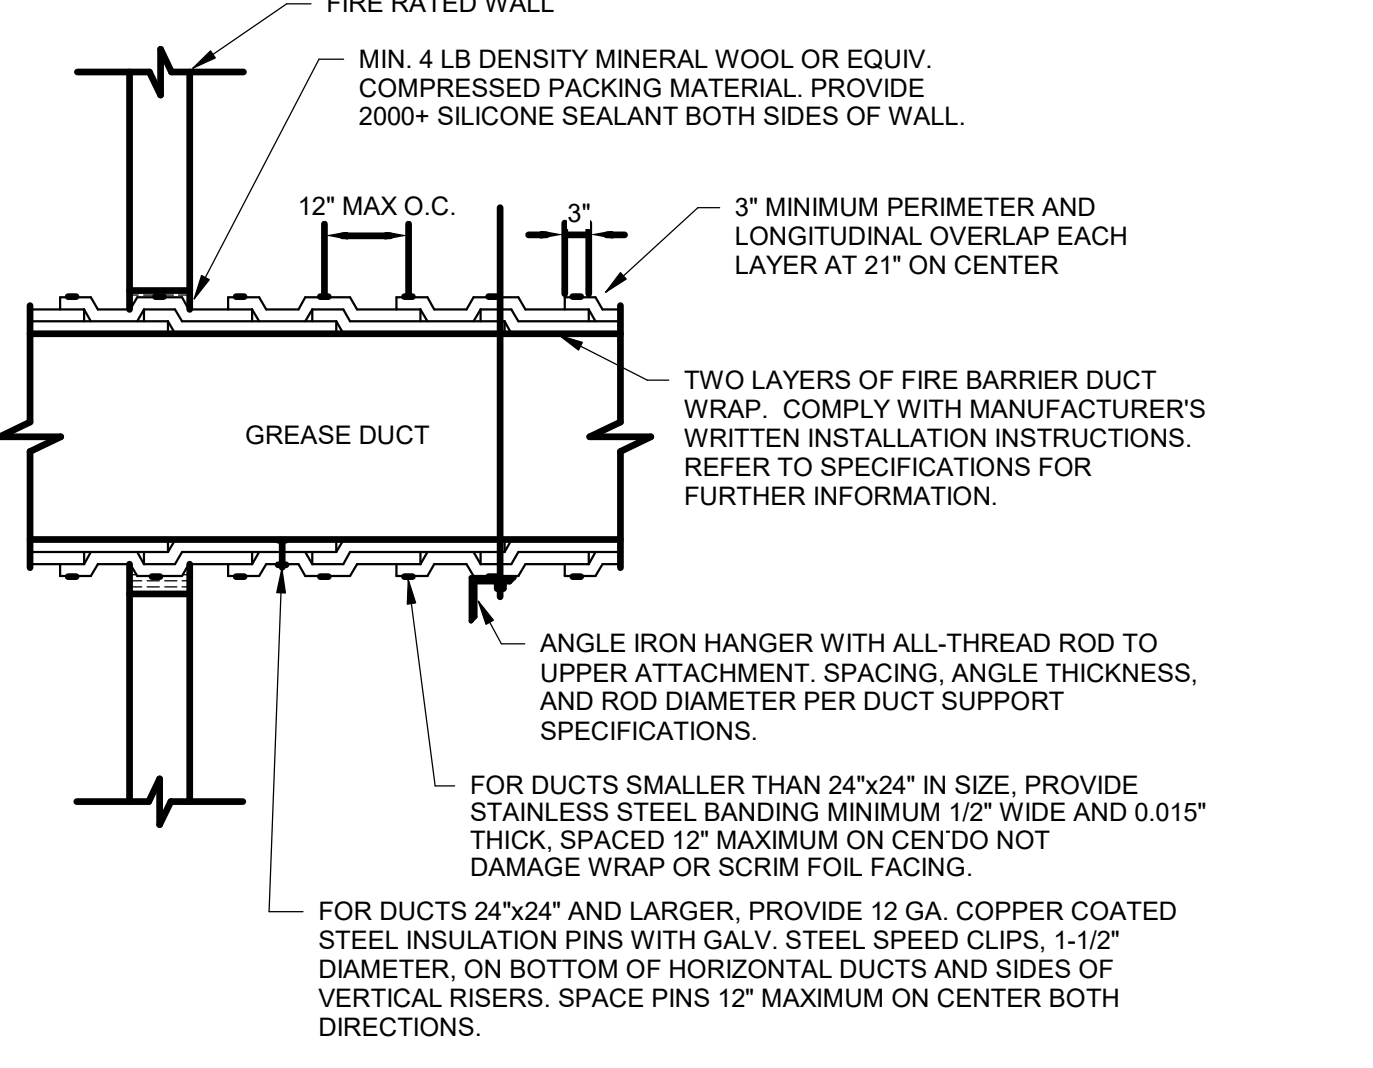 FIRE RATED WALL
MIN. 4 LB DENSITY MINERAL WOOL OR EQUIV.
COMPRESSED PACKING MATERIAL. PROVIDE
2000+ SILICONE SEALANT BOTH SIDES OF WALL.
12" MAX O.C.
3"
3" MINIMUM PERIMETER AND
LONGITUDINAL OVERLAP EACH
LAYER AT 21" ON CENTER
TWO LAYERS OF FIRE BARRIER DUCT
WRAP. COMPLY WITH MANUFACTURER'S
WRITTEN INSTALLATION INSTRUCTIONS.
REFER TO SPECIFICATIONS FOR
FURTHER INFORMATION.
GREASE DUCT
ANGLE IRON HANGER WITH ALL-THREAD ROD TO
UPPER ATTACHMENT. SPACING, ANGLE THICKNESS,
AND ROD DIAMETER PER DUCT SUPPORT
SPECIFICATIONS.
FOR DUCTS SMALLER THAN 24"x24" IN SIZE, PROVIDE
STAINLESS STEEL BANDING MINIMUM 1/2" WIDE AND 0.015"
THICK, SPACED 12" MAXIMUM ON CEN DO NOT
DAMAGE WRAP OR SCRIM FOIL FACING.
FOR DUCTS 24"x24" AND LARGER, PROVIDE 12 GA. COPPER COATED
STEEL INSULATION PINS WITH GALV. STEEL SPEED CLIPS, 1-1/2"
DIAMETER, ON BOTTOM OF HORIZONTAL DUCTS AND SIDES OF
VERTICAL RISERS. SPACE PINS 12" MAXIMUM ON CENTER BOTH
DIRECTIONS.